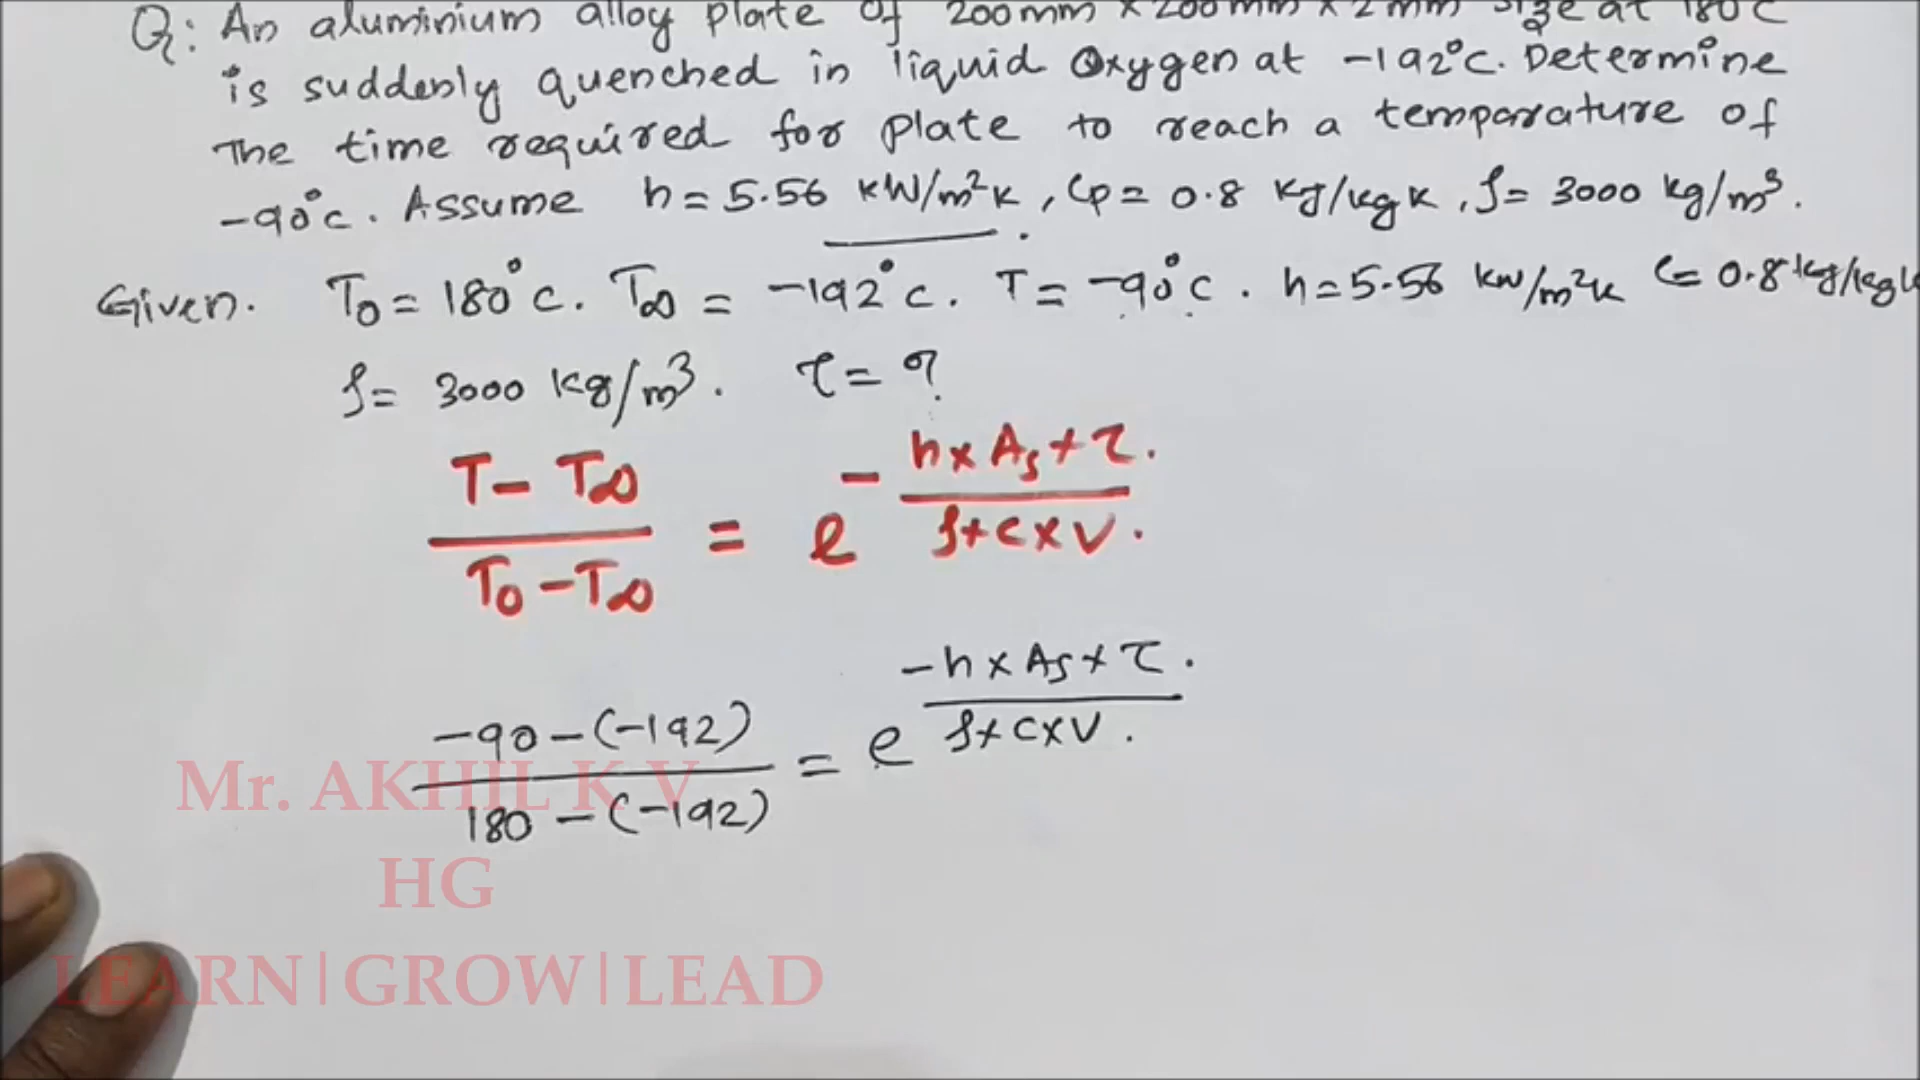 Q: An aluminium alloy plate of 200mm × 200mm × 2mm size at 180°C
is suddenly quenched in liquid Oxygen at -192°C. Determine
The time required for plate to reach a temparature of
-90°C. Assume h = 5.56 kW/m²K, Cp = 0.8 KJ/kgK, ρ = 3000 kg/m³.
Given. T₀ = 180°C. T∞ = -192°C. T = -90°C. h = 5.56 kW/m²K C = 0.8 kJ/kgK
ρ = 3000 kg/m³. τ = ?
T - T∞ / T₀ - T∞ = e^(- h × As × τ. / ρ × C × V.)
-90 - (-192) / 180 - (-192) = e^(-h × As × τ. / ρ × C × V.)
Mr. AKHIL K V
HG
LEARN|GROW|LEAD